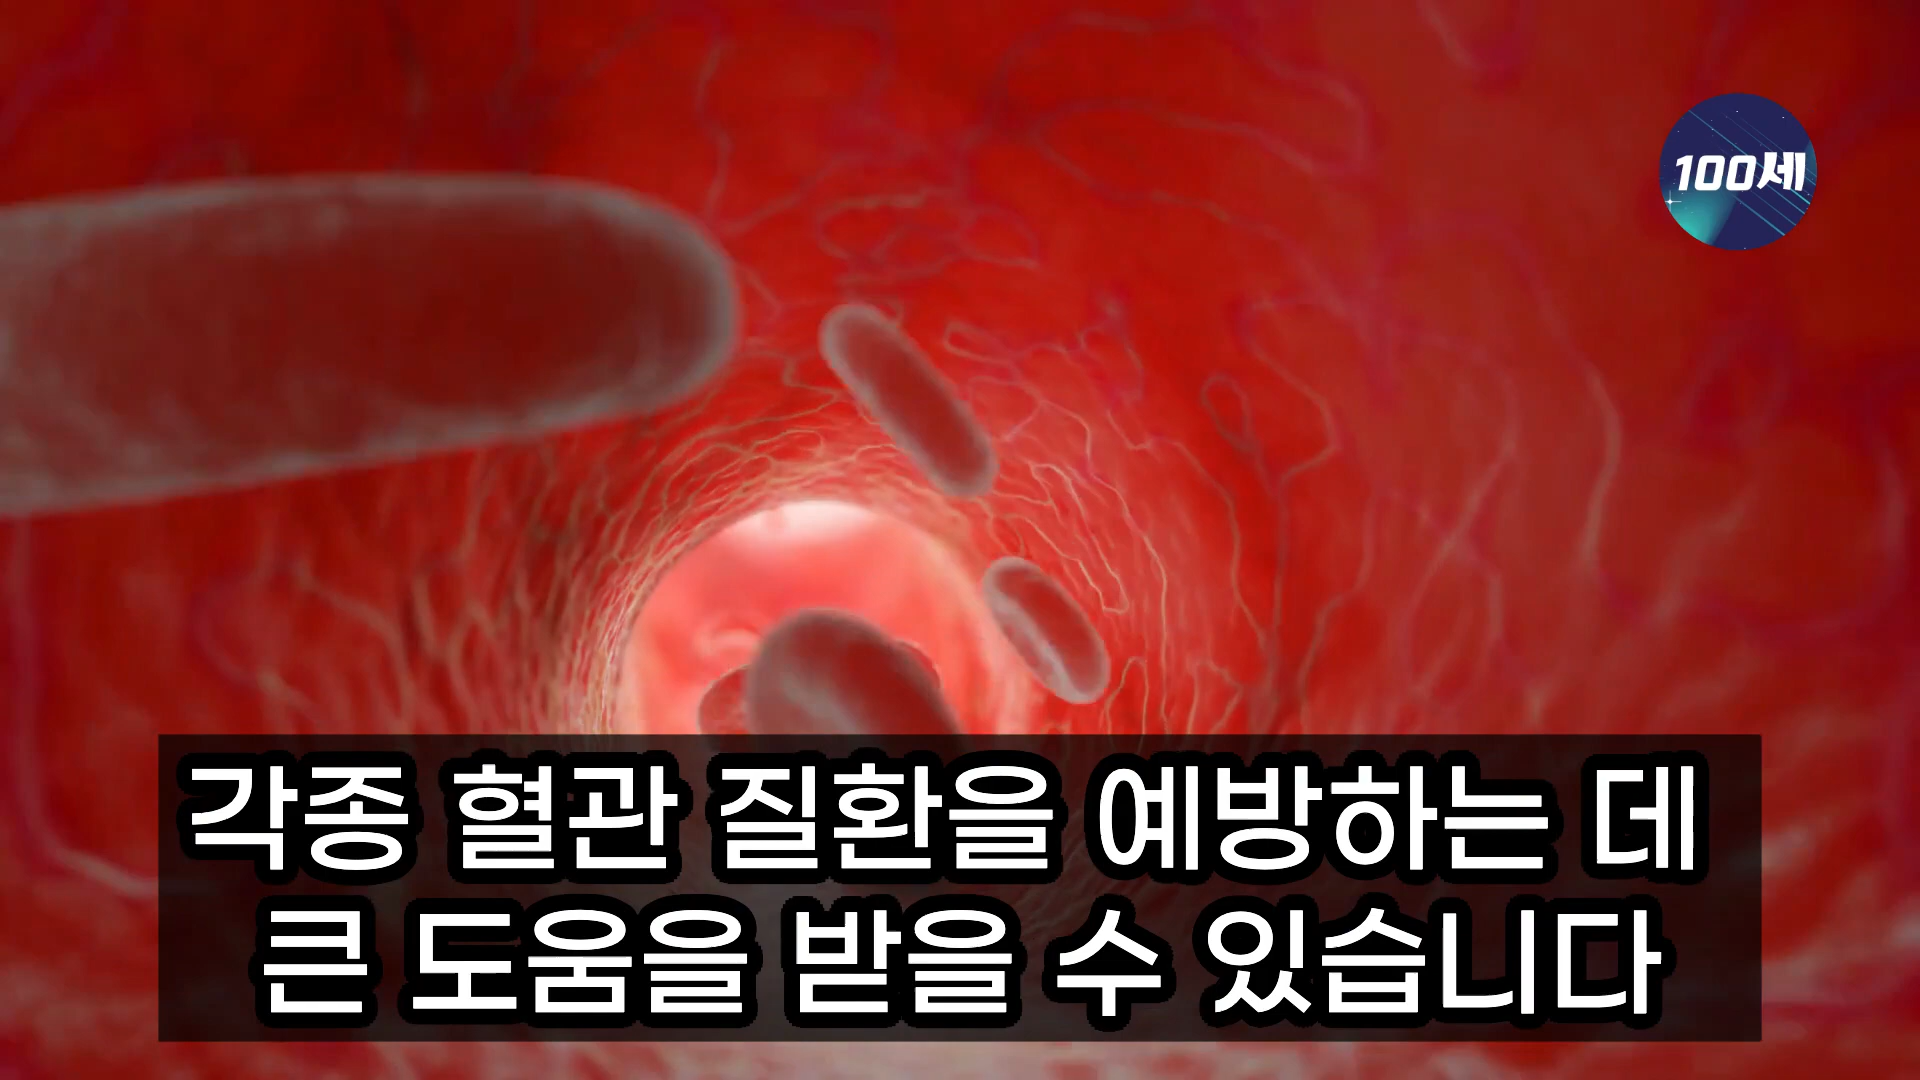 100세
각종 혈관 질환을 예방하는 데
큰 도움을 받을 수 있습니다